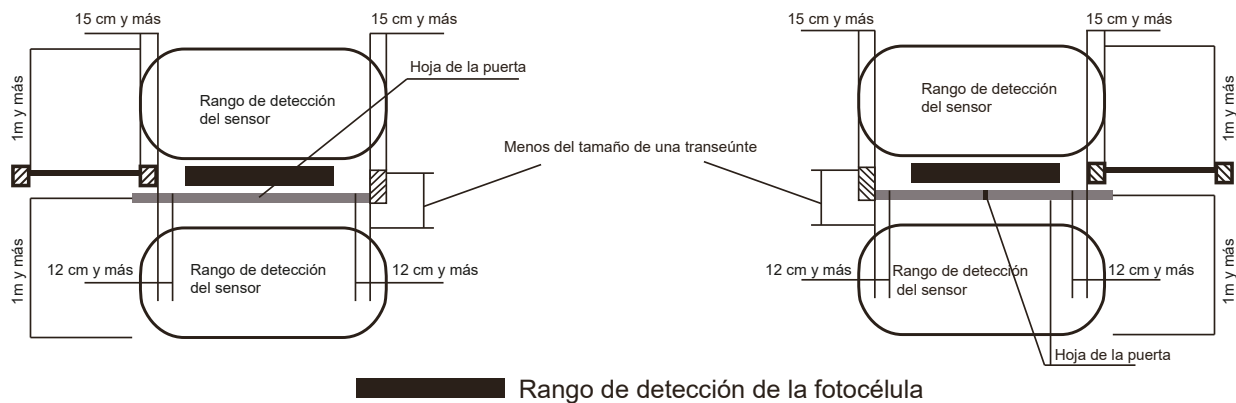 15 cm y más
15 cm y más
15 cm y más
15 cm y más
Hoja de la puerta
Rango de detección
del sensor
Rango de detección
del sensor
1m y más
1m y más
Menos del tamaño de una transeúnte
1m y más
1m y más
12 cm y más
Rango de detección
del sensor
12 cm y más
12 cm y más
Rango de detección
del sensor
12 cm y más
Hoja de la puerta
Rango de detección de la fotocélula